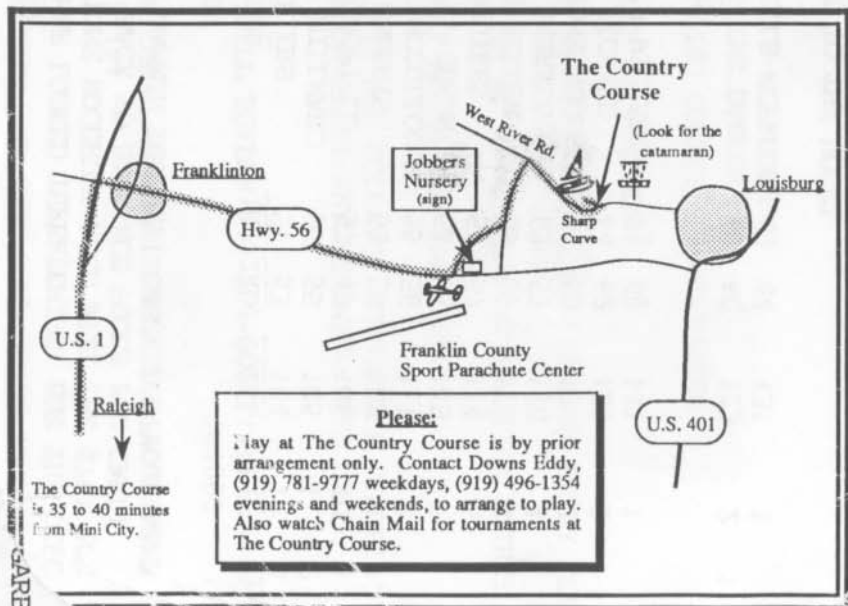 The Country
Course
West River Rd.
(Look for the
catamaran)
Franklinton
Jobbers
Nursery
(sign)
Louisburg
Sharp
Curve
Hwy. 56
U.S. 1
Franklin County
Sport Parachute Center
Raleigh
U.S. 401
The Country Course
is 35 to 40 minutes
from Mini City.
Please:
Play at The Country Course is by prior
arrangement only. Contact Downs Eddy,
(919) 781-9777 weekdays, (919) 496-1354
evenings and weekends, to arrange to play.
Also watch Chain Mail for tournaments at
The Country Course.
GARE